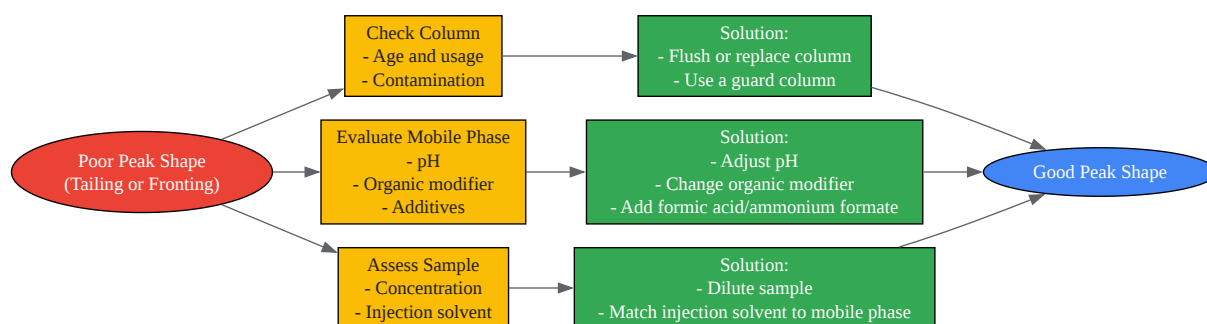 Poor Peak Shape
(Tailing or Fronting)
Check Column
- Age and usage
- Contamination
Solution:
- Flush or replace column
- Use a guard column
Evaluate Mobile Phase
- pH
- Organic modifier
- Additives
Solution:
- Adjust pH
- Change organic modifier
- Add formic acid/ammonium formate
Assess Sample
- Concentration
- Injection solvent
Solution:
- Dilute sample
- Match injection solvent to mobile phase
Good Peak Shape